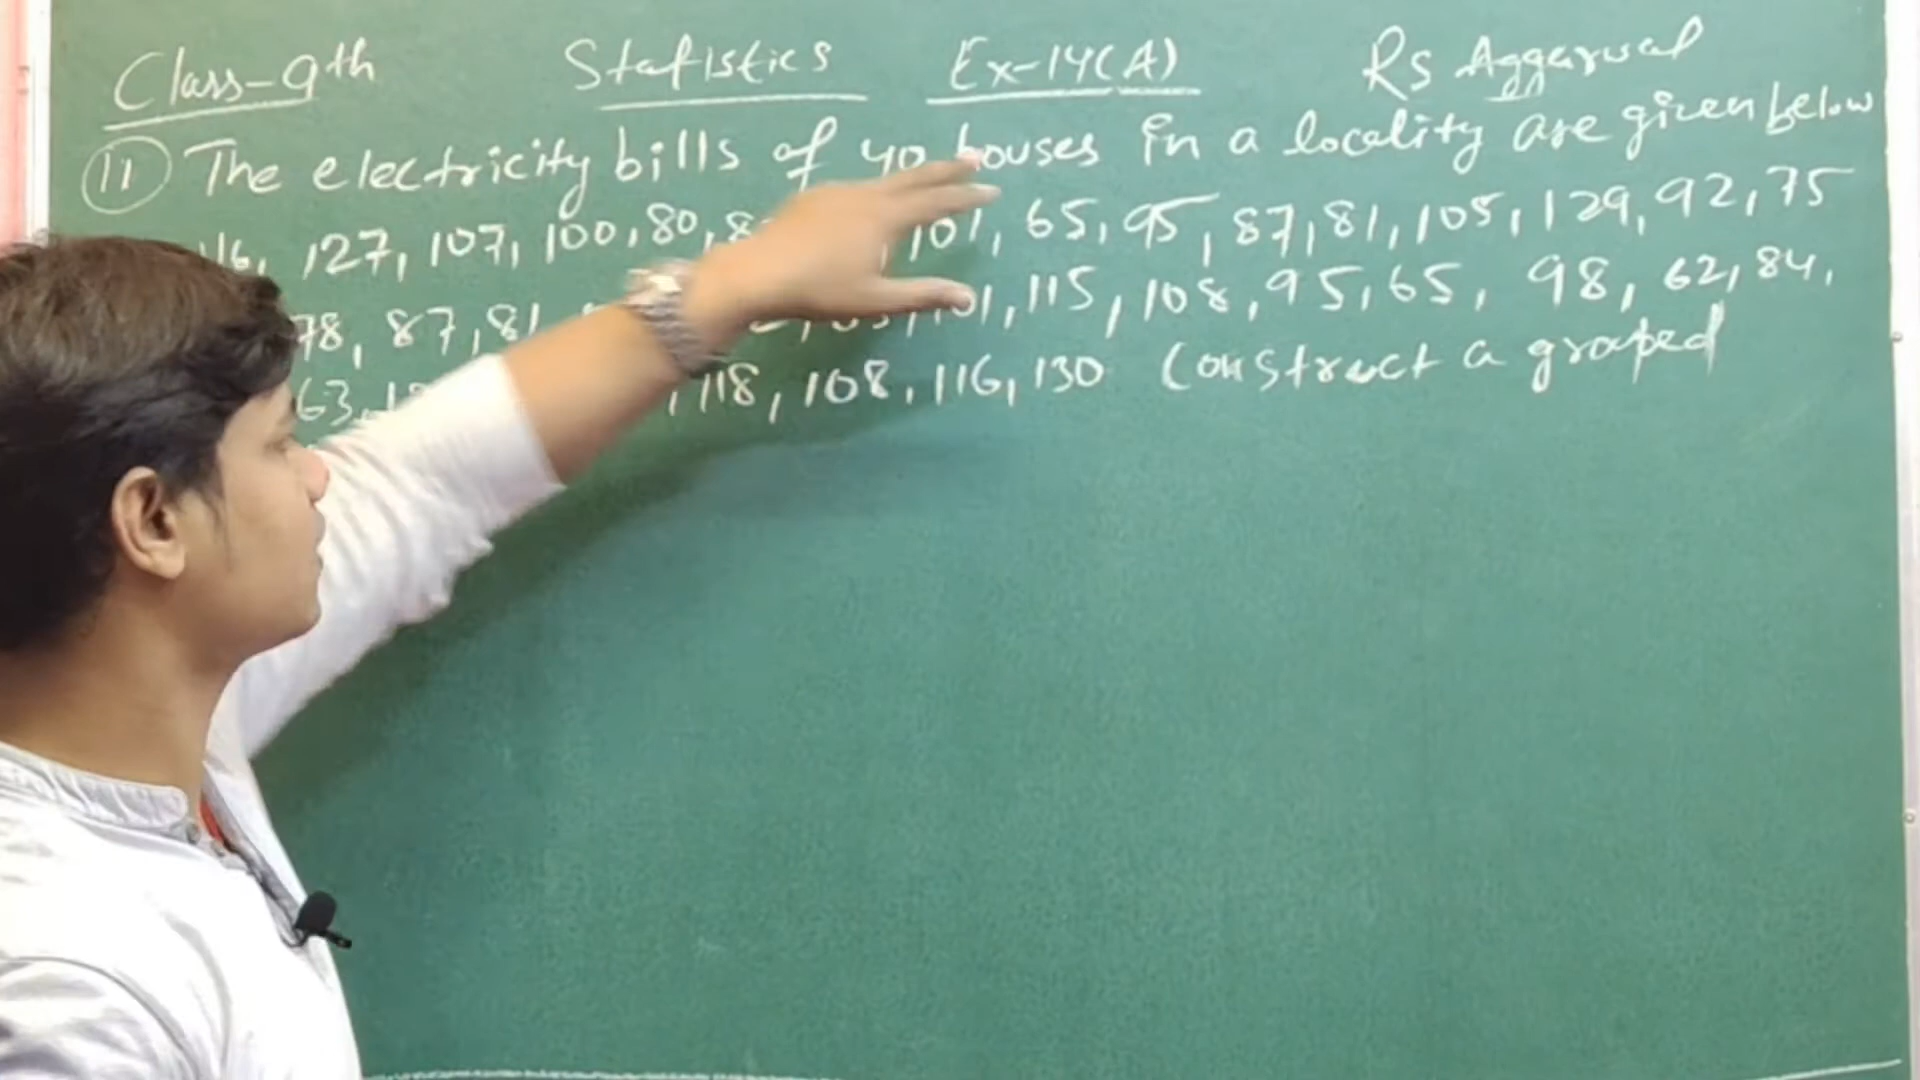 Class-9th Statistics Ex-14(A) RS Aggarwal
11 The electricity bills of 40 houses in a locality are given below
116, 127, 107, 100, 80, 101, 65, 95, 87, 81, 105, 129, 92, 75
78, 87, 81, 101, 115, 108, 95, 65, 98, 62, 84,
63, 118, 108, 116, 130 Construct a graped